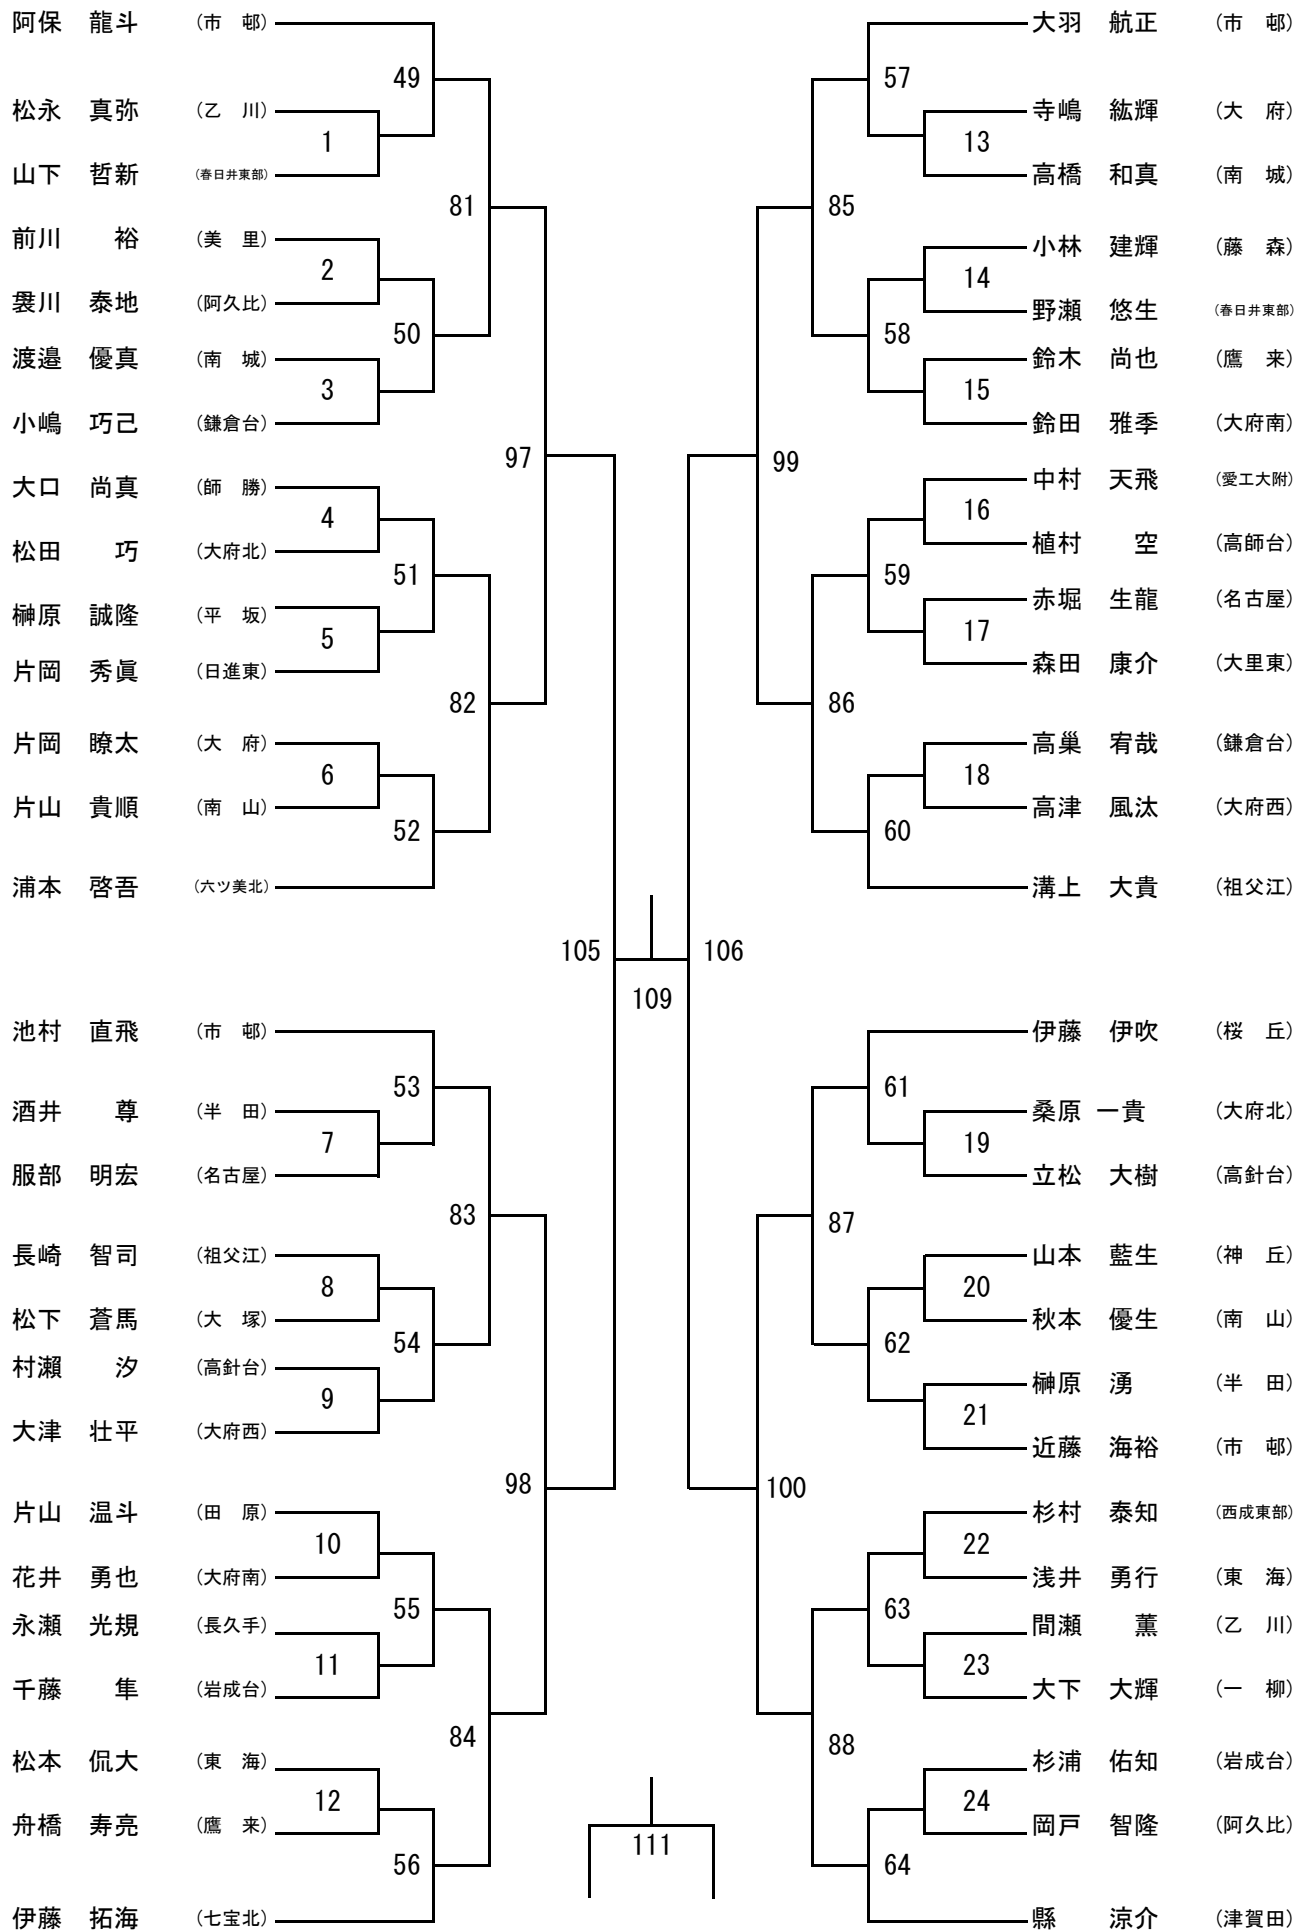 阿保　龍斗　（市　邨）
49
松永　真弥　（乙　川）
1
山下　哲新　（春日井東部）
81
前川　　裕　（美　里）
2
袰川　泰地　（阿久比）
50
渡邉　優真　（南　城）
3
小嶋　巧己　（鎌倉台）
97
大口　尚真　（師　勝）
4
松田　　巧　（大府北）
51
榊原　誠隆　（平　坂）
5
片岡　秀眞　（日進東）
82
片岡　瞭太　（大　府）
6
片山　貴順　（南　山）
52
浦本　啓吾　（六ツ美北）
105
池村　直飛　（市　邨）
53
酒井　　尊　（半　田）
7
服部　明宏　（名古屋）
83
長崎　智司　（祖父江）
8
松下　蒼馬　（大　塚）
54
村瀬　　汐　（高針台）
9
大津　壮平　（大府西）
98
片山　温斗　（田　原）
10
花井　勇也　（大府南）
55
永瀬　光規　（長久手）
11
千藤　　隼　（岩成台）
84
松本　侃大　（東　海）
12
舟橋　寿亮　（鷹　来）
56
伊藤　拓海　（七宝北）
109
111
大羽　航正　（市　邨）
57
寺嶋　紘輝　（大　府）
13
高橋　和真　（南　城）
85
小林　建輝　（藤　森）
14
野瀬　悠生　（春日井東部）
58
鈴木　尚也　（鷹　来）
15
鈴田　雅季　（大府南）
99
中村　天飛　（愛工大附）
16
植村　　空　（高師台）
59
赤堀　生龍　（名古屋）
17
森田　康介　（大里東）
86
高巣　宥哉　（鎌倉台）
18
高津　風汰　（大府西）
60
溝上　大貴　（祖父江）
106
伊藤　伊吹　（桜　丘）
61
桑原 一貴　（大府北）
19
立松　大樹　（高針台）
87
山本　藍生　（神　丘）
20
秋本　優生　（南　山）
62
榊原　湧　（半　田）
21
近藤　海裕　（市　邨）
100
杉村　泰知　（西成東部）
22
浅井　勇行　（東　海）
63
間瀬　　薫　（乙　川）
23
大下　大輝　（一　柳）
88
杉浦　佑知　（岩成台）
24
岡戸　智隆　（阿久比）
64
縣　　涼介　（津賀田）